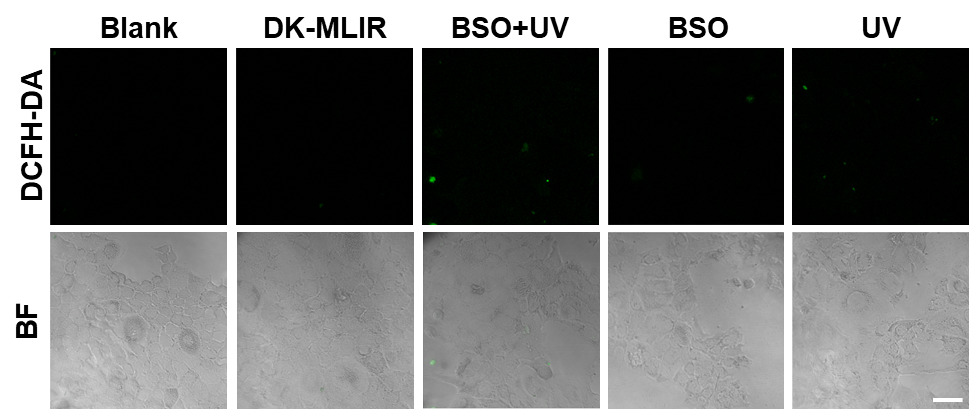 Blank DK-MLIR BSO+UV BSO UV
DCFH-DA
BF